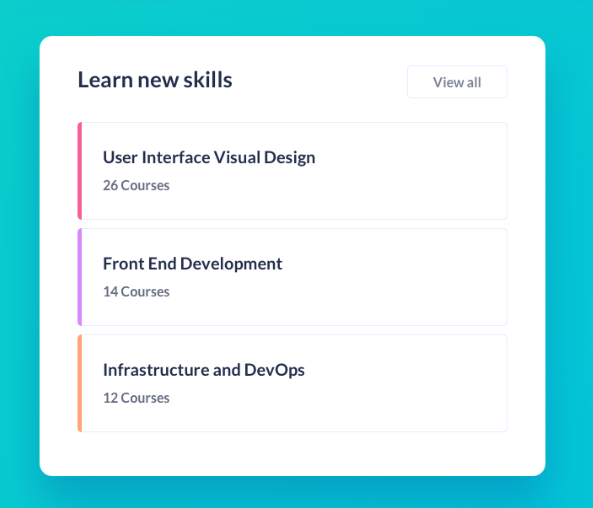 Learn new skills
View all
User Interface Visual Design
26 Courses
Front End Development
14 Courses
Infrastructure and DevOps
12 Courses